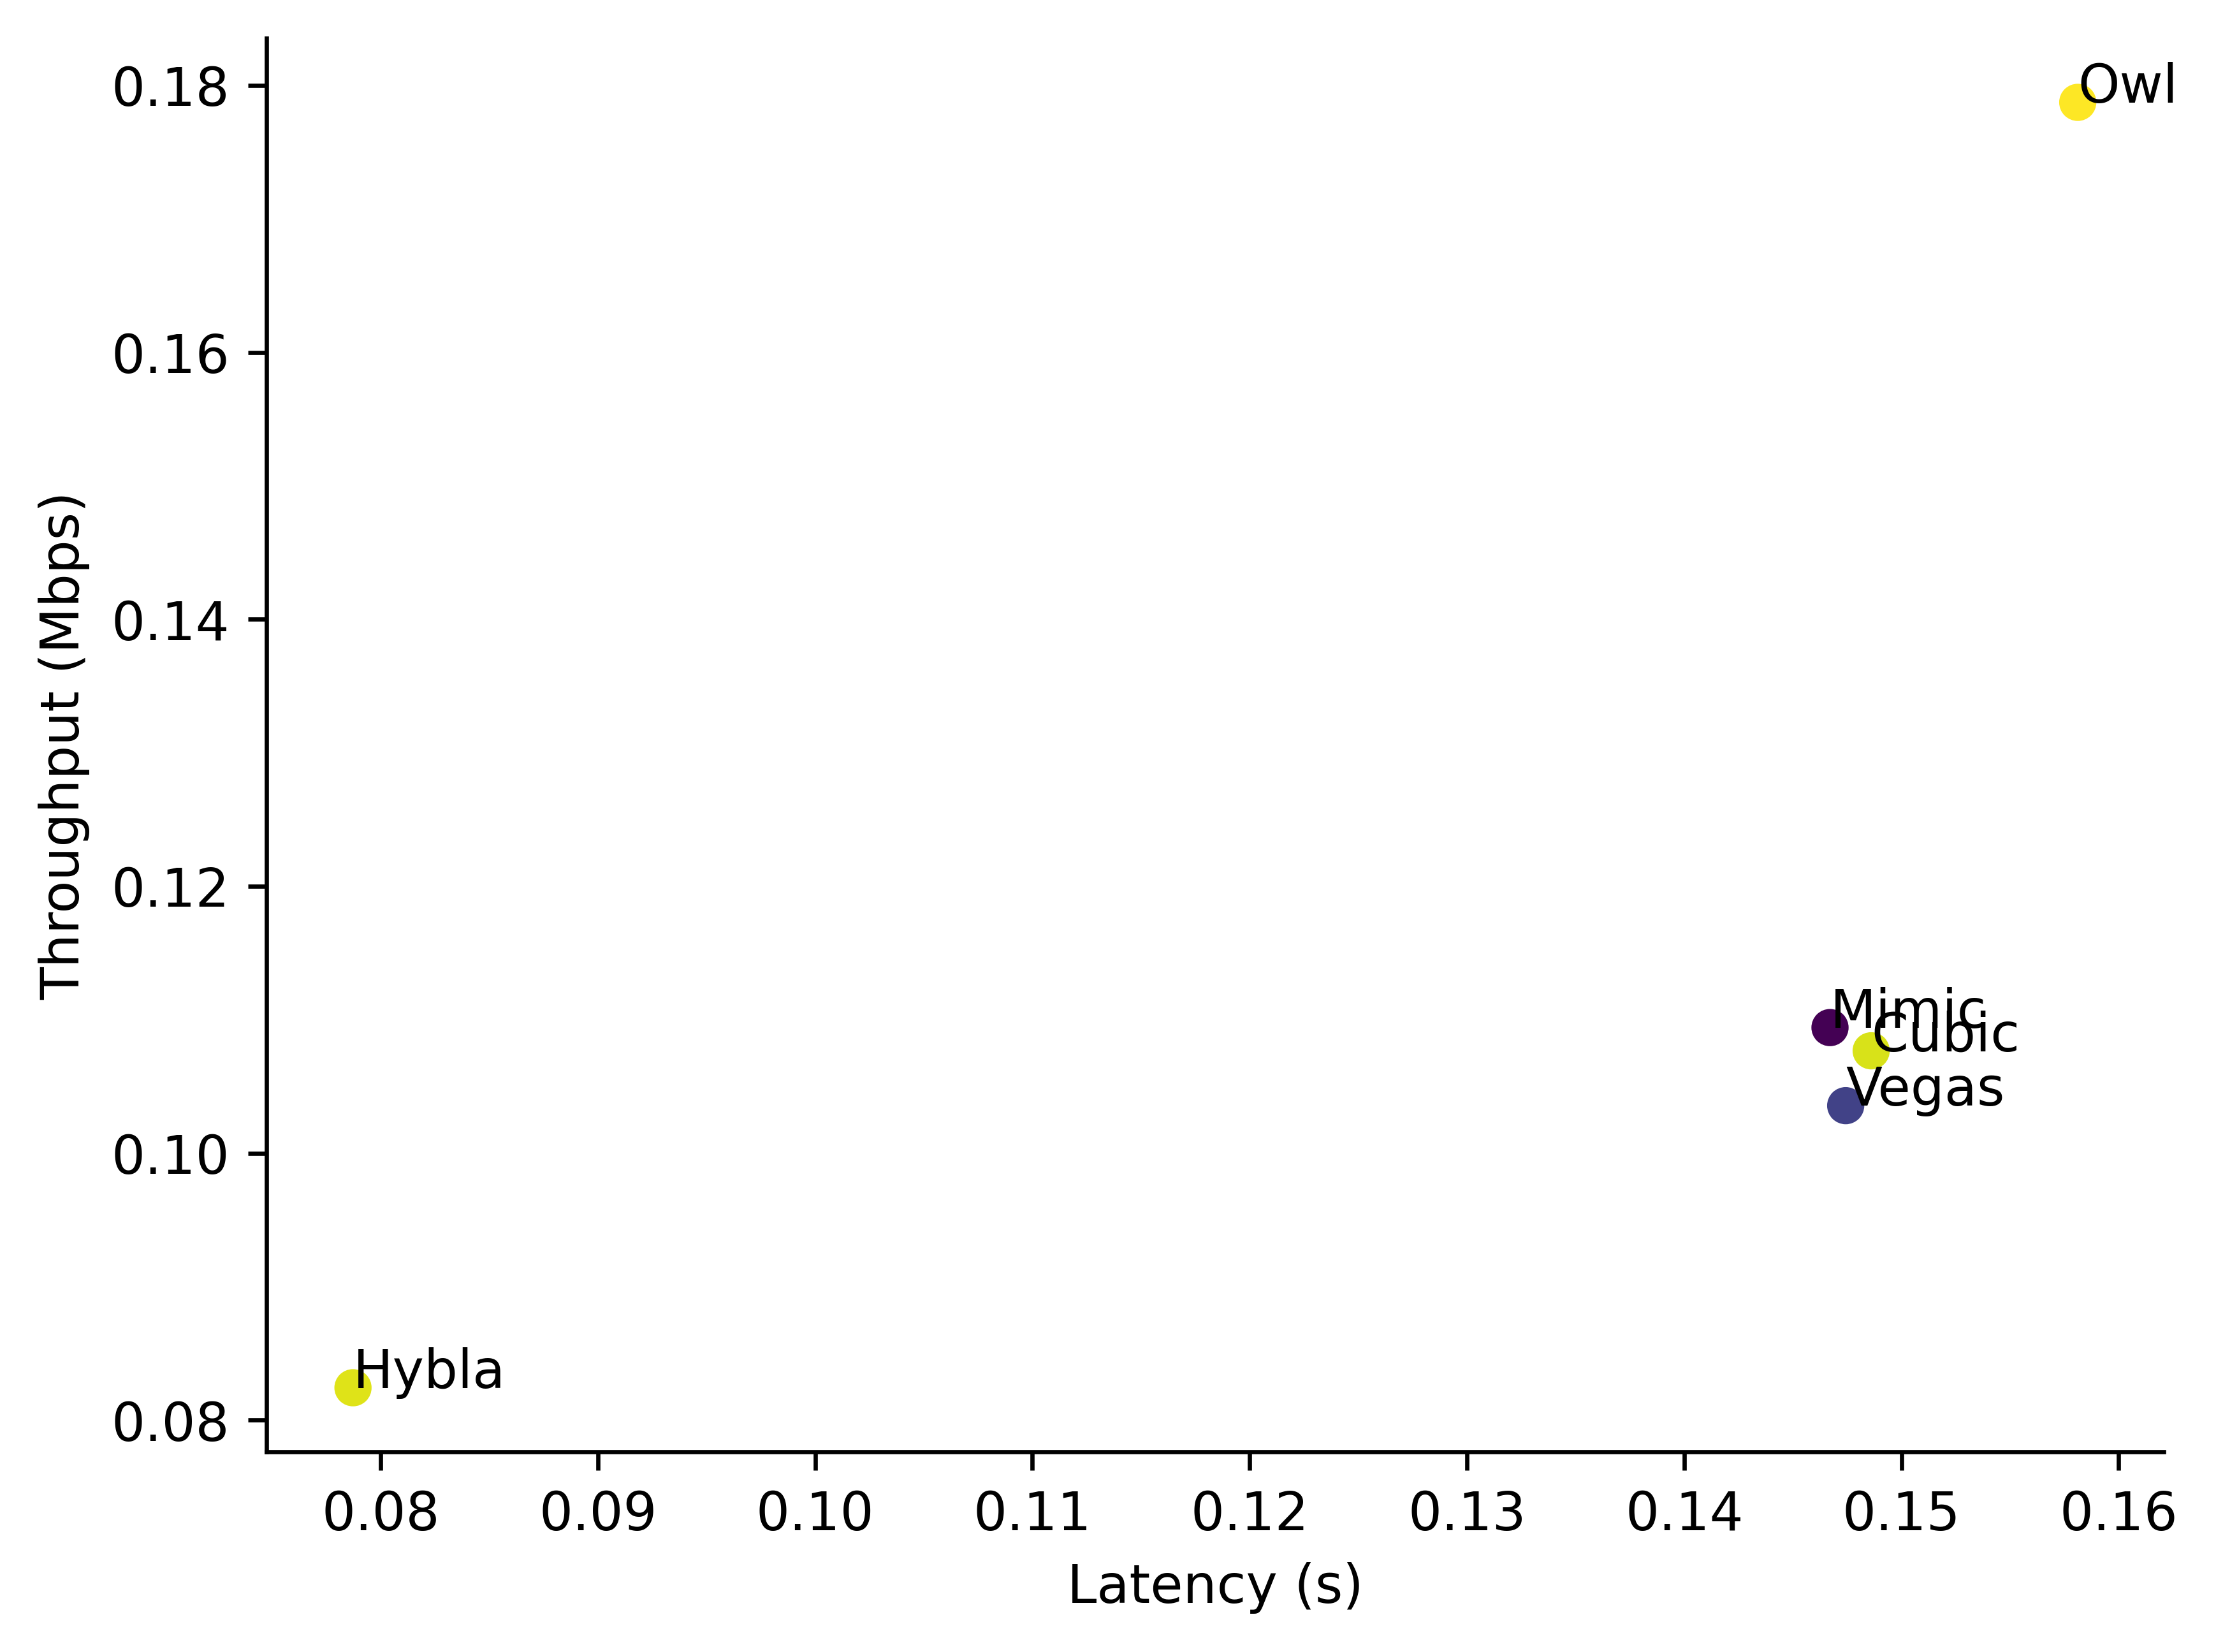 0.18
0.16
0.14
0.12
0.10
0.08
Throughput (Mbps)
Owl
Mimic
Cubic
Vegas
Hybla
0.08 0.09 0.10 0.11 0.12 0.13 0.14 0.15 0.16
Latency (s)